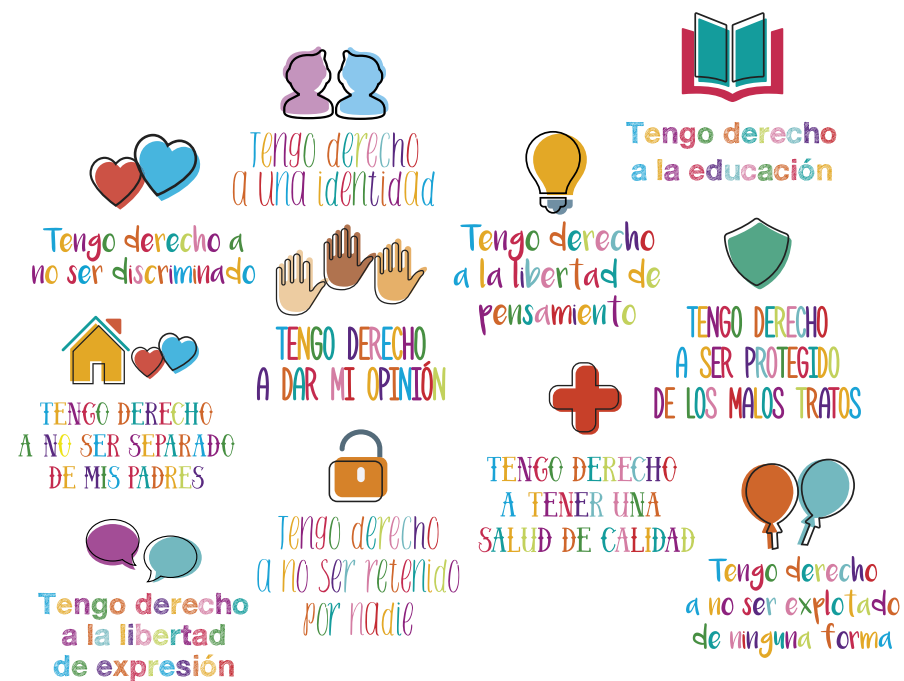 Tengo derecho a
no ser discriminado
TENGO DERECHO
A NO SER SEPARADO
DE MIS PADRES
Tengo derecho
a la libertad
de expresión
Tengo derecho
a una identidad
TENGO DERECHO
A DAR MI OPINIÓN
Tengo derecho
a no ser retenido
por nadie
Tengo derecho
a la libertad de
pensamiento
TENGO DERECHO
A TENER UNA
SALUD DE CALIDAD
Tengo derecho
a la educación
TENGO DERECHO
A SER PROTEGIDO
DE LOS MALOS TRATOS
Tengo derecho
a no ser explotado
de ninguna forma